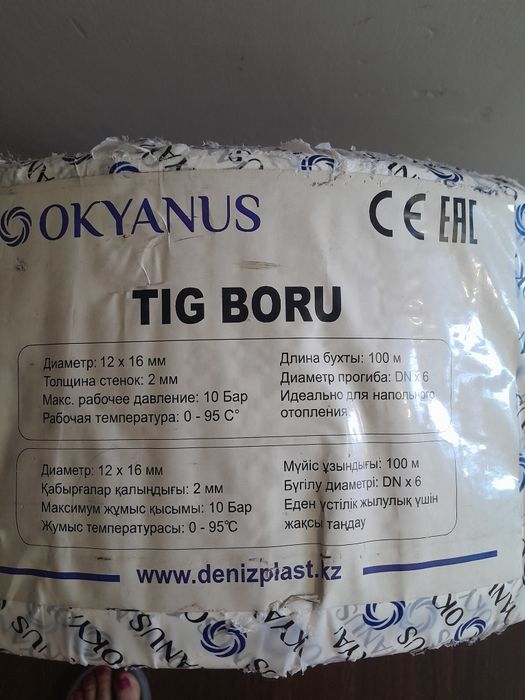 OKYANUS
CE EAC
TIG BORU
Диаметр: 12 x 16 мм
Толщина стенок: 2 мм
Макс. рабочее давление: 10 Бар
Рабочая температура: 0 - 95 C°
Длина бухты: 100 м
Диаметр прогиба: DN x 6
Идеально для напольного
отопления.
Диаметр: 12 x 16 мм
Қабырғалар қалыңдығы: 2 мм
Максимум жұмыс қысымы: 10 Бар
Жумыс температурасы: 0 - 95℃
Мүйіс ұзындығы: 100 м
Бүгілу диаметрі: DN x 6
Еден үстілік жылулық үшін
жақсы таңдау
www.denizplast.kz